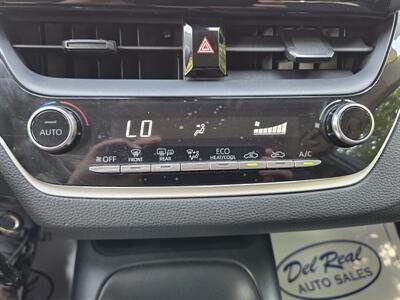 AUTO
LO
OFF
FRONT
REAR
ECO
HEAT/COOL
A/C
Del Real
AUTO SALES